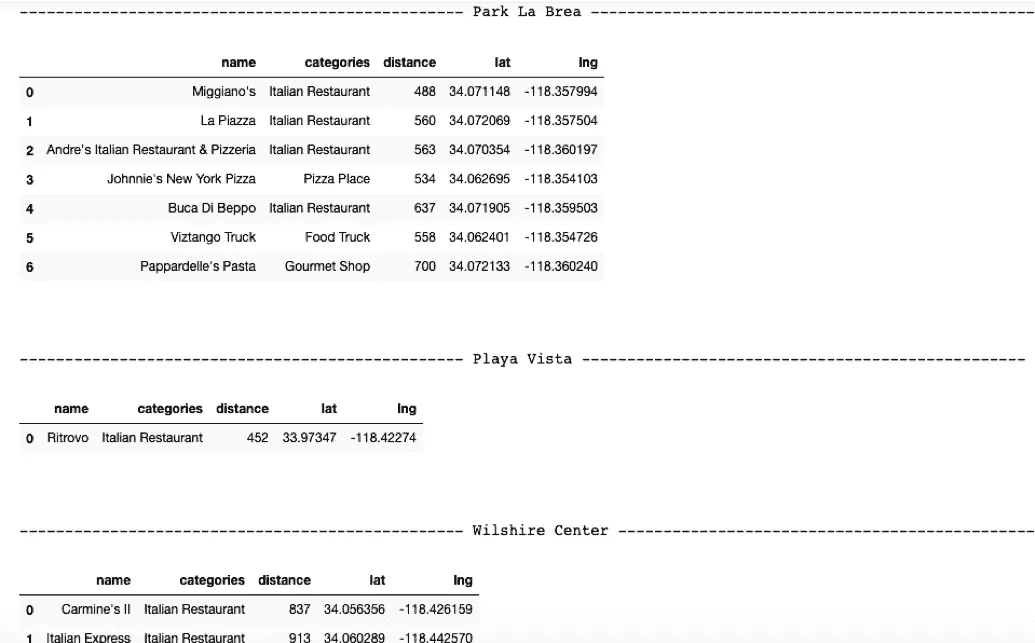 ------------------------------------------------- Park La Brea -------------------------------------------------
name categories distance lat lng
0 Miggiano's Italian Restaurant 488 34.071148 -118.357994
1 La Piazza Italian Restaurant 560 34.072069 -118.357504
2 Andre's Italian Restaurant & Pizzeria Italian Restaurant 563 34.070354 -118.360197
3 Johnnie's New York Pizza Pizza Place 534 34.062695 -118.354103
4 Buca Di Beppo Italian Restaurant 637 34.071905 -118.359503
5 Viztango Truck Food Truck 558 34.062401 -118.354726
6 Pappardelle's Pasta Gourmet Shop 700 34.072133 -118.360240
------------------------------------------------- Playa Vista -------------------------------------------------
name categories distance lat lng
0 Ritrovo Italian Restaurant 452 33.97347 -118.42274
------------------------------------------------- Wilshire Center ----------------------------------------------
name categories distance lat lng
0 Carmine's II Italian Restaurant 837 34.056356 -118.426159
1 Italian Express Italian Restaurant 913 34.060289 -118.442570